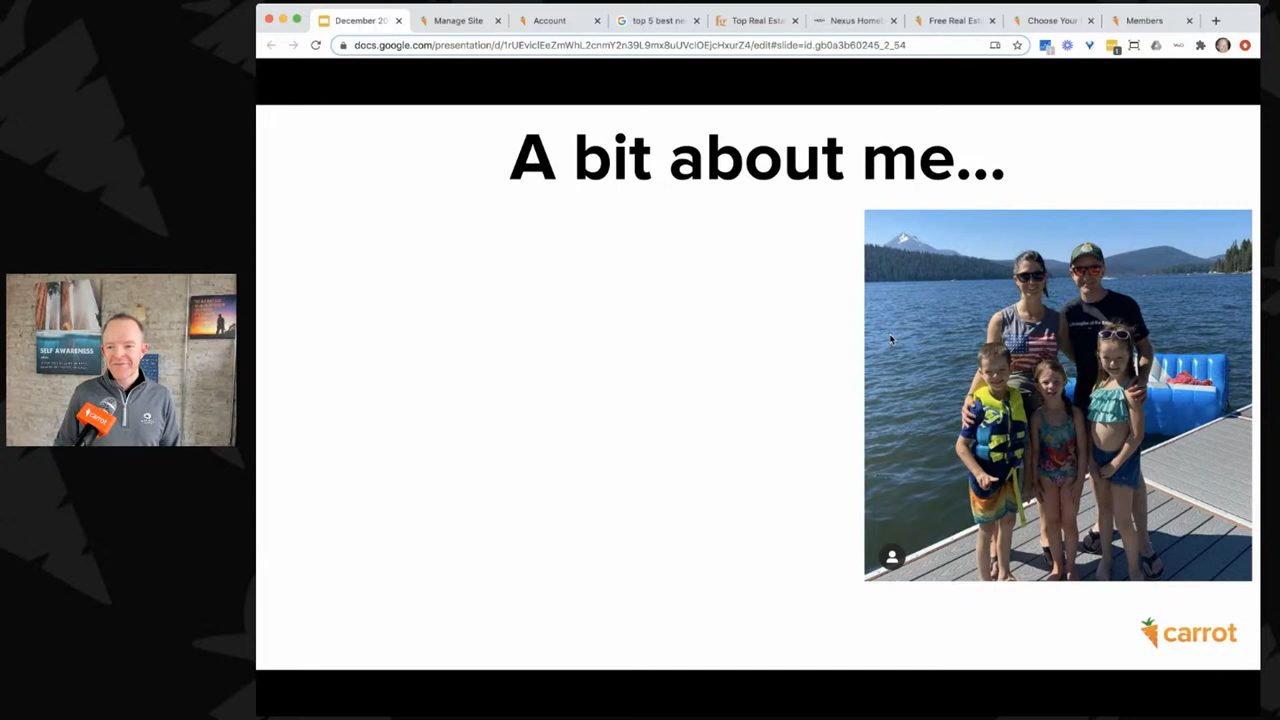 December 20
Manage Site
Account
top 5 best ne
Top Real Esta
Nexus Home
Free Real Est
Choose Your
Members
docs.google.com/presentation/d/1rUEviclEeZmWhL2cnmY2n39L9mx8uUVclOEjcHxurZ4/edit#slide=id.gb0a3b60245_2_54
A bit about me...
SELF AWARENESS
carrot
carrot